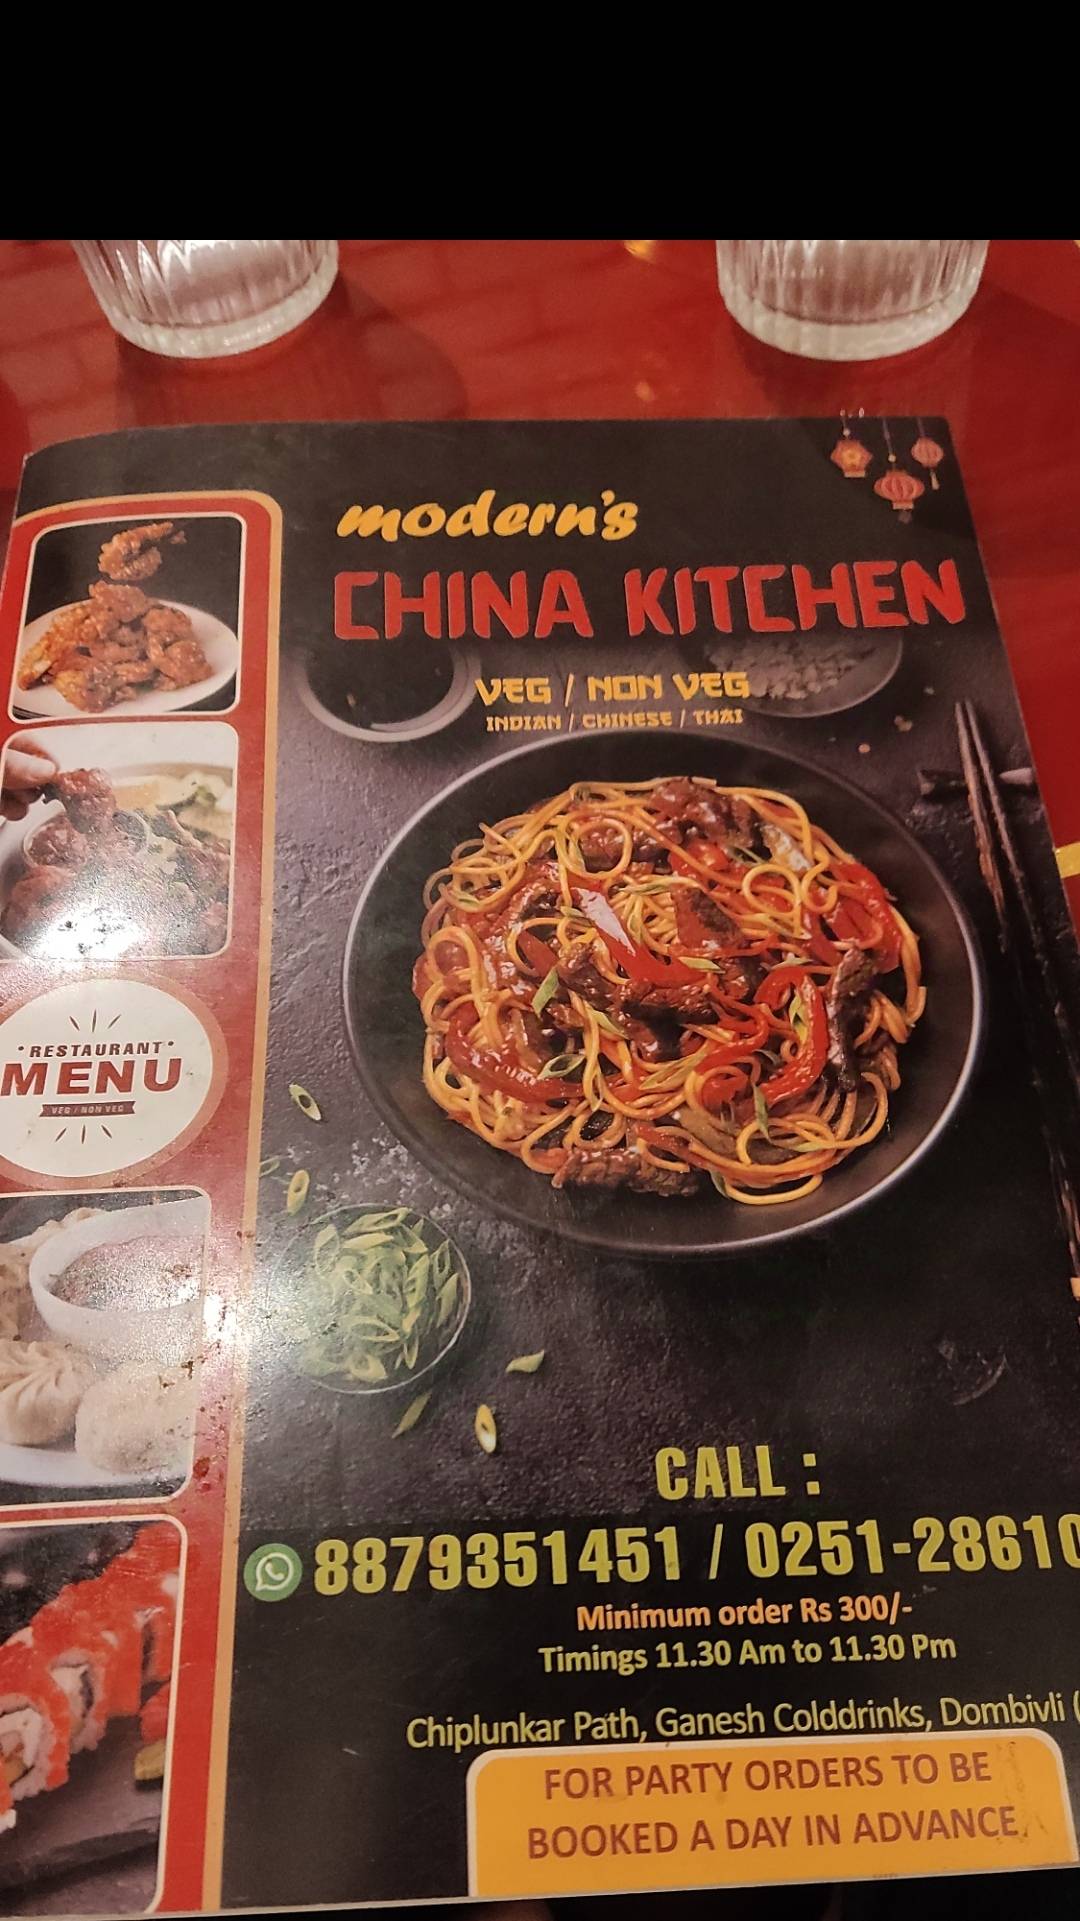 modern's
CHINA KITCHEN
VEG / NON VEG
INDIAN / CHINESE / THAI
• RESTAURANT •
MENU
VEG / NON VEG
CALL :
8879351451 / 0251-28610
Minimum order Rs 300/-
Timings 11.30 Am to 11.30 Pm
Chiplunkar Path, Ganesh Colddrinks, Dombivli (
FOR PARTY ORDERS TO BE
BOOKED A DAY IN ADVANCE